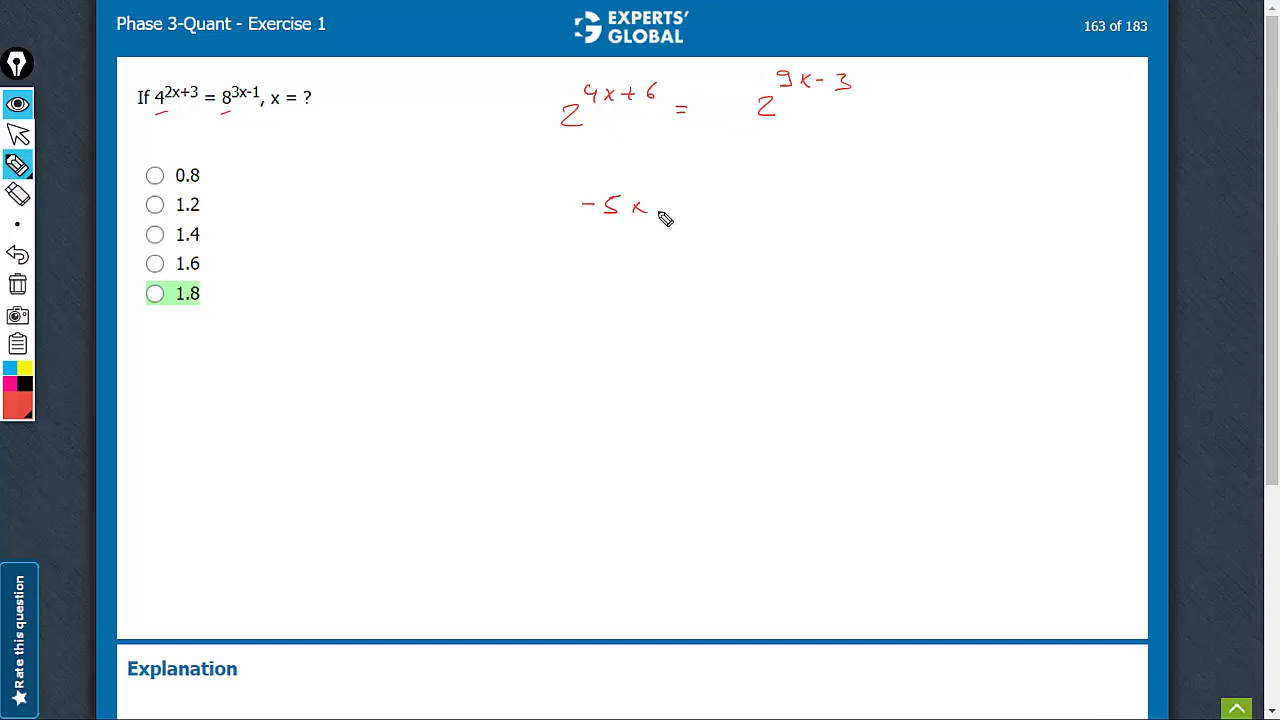 Phase 3-Quant - Exercise 1
EXPERTS'
GLOBAL
163 of 183
If 4^{2x+3} = 8^{3x-1}, x = ?
2^{4x+6} = 2^{9x-3}
0.8
1.2
-5x
1.4
1.6
1.8
Rate this question
Explanation